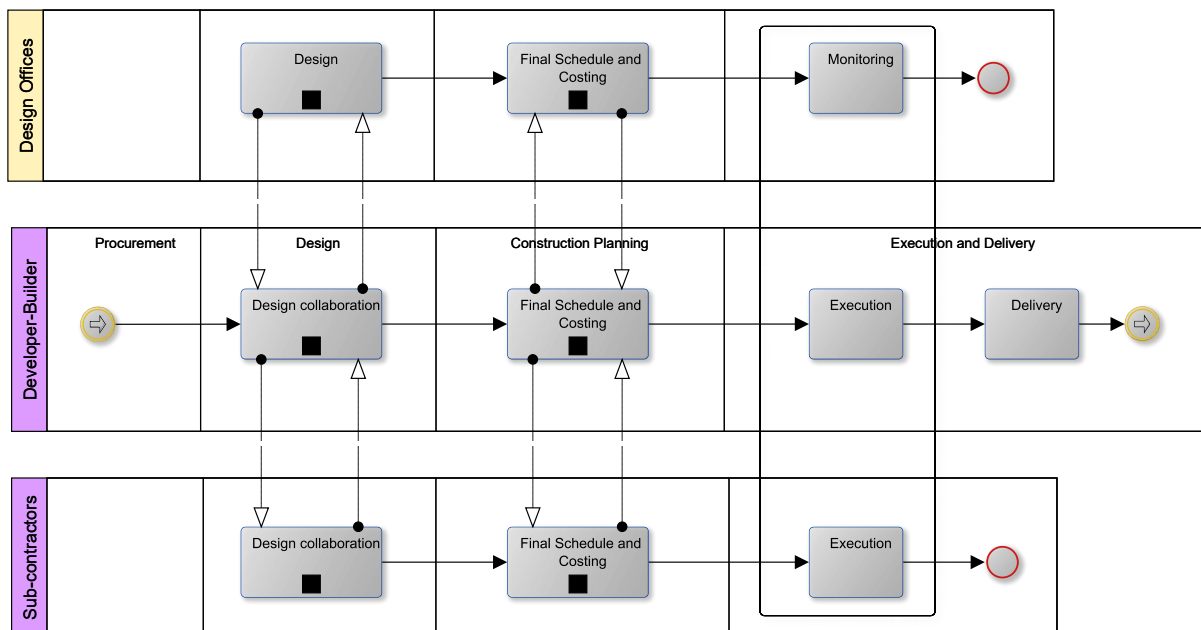 Design Offices
Design
Final Schedule and
Costing
Monitoring
Developer-Builder
Procurement
Design
Construction Planning
Execution and Delivery
Design collaboration
Final Schedule and
Costing
Execution
Delivery
Sub-contractors
Design collaboration
Final Schedule and
Costing
Execution